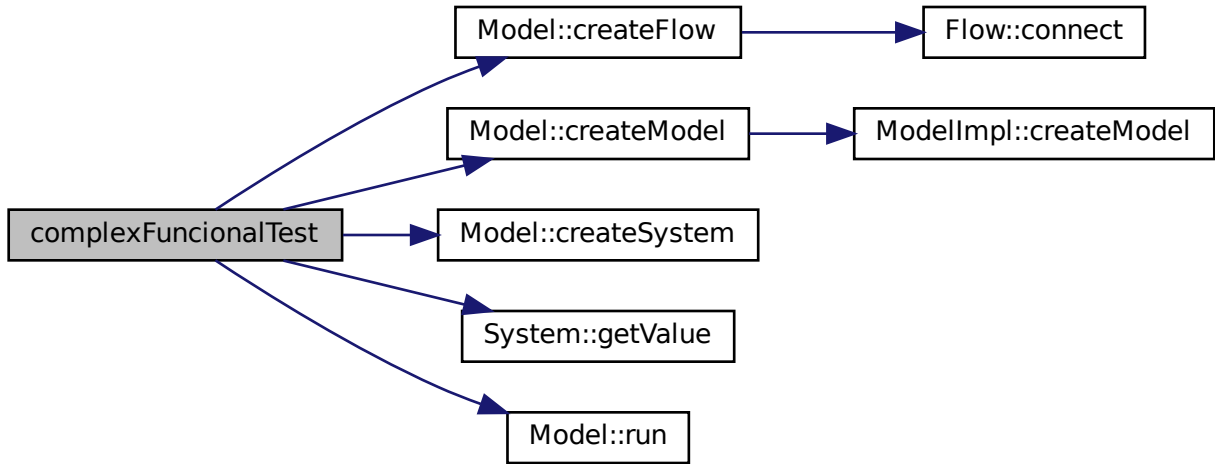 Model::createFlow
Flow::connect
Model::createModel
ModelImpl::createModel
complexFuncionalTest
Model::createSystem
System::getValue
Model::run